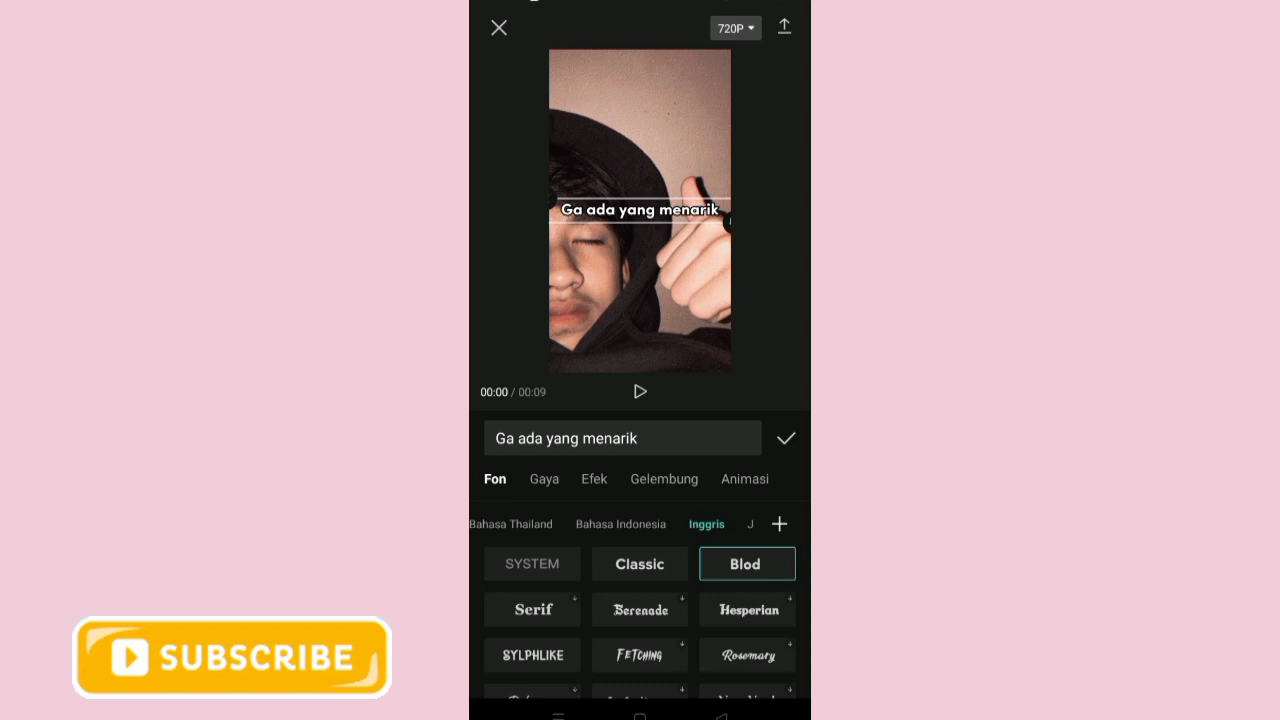 720P
Ga ada yang menarik
00:00 / 00:09
Ga ada yang menarik
Fon Gaya Efek Gelembung Animasi
Bahasa Thailand Bahasa Indonesia Inggris J
SYSTEM Classic Blod
Serif Serenade Hesperian
SYLPHLIKE FETCHING Rosemary
SUBSCRIBE